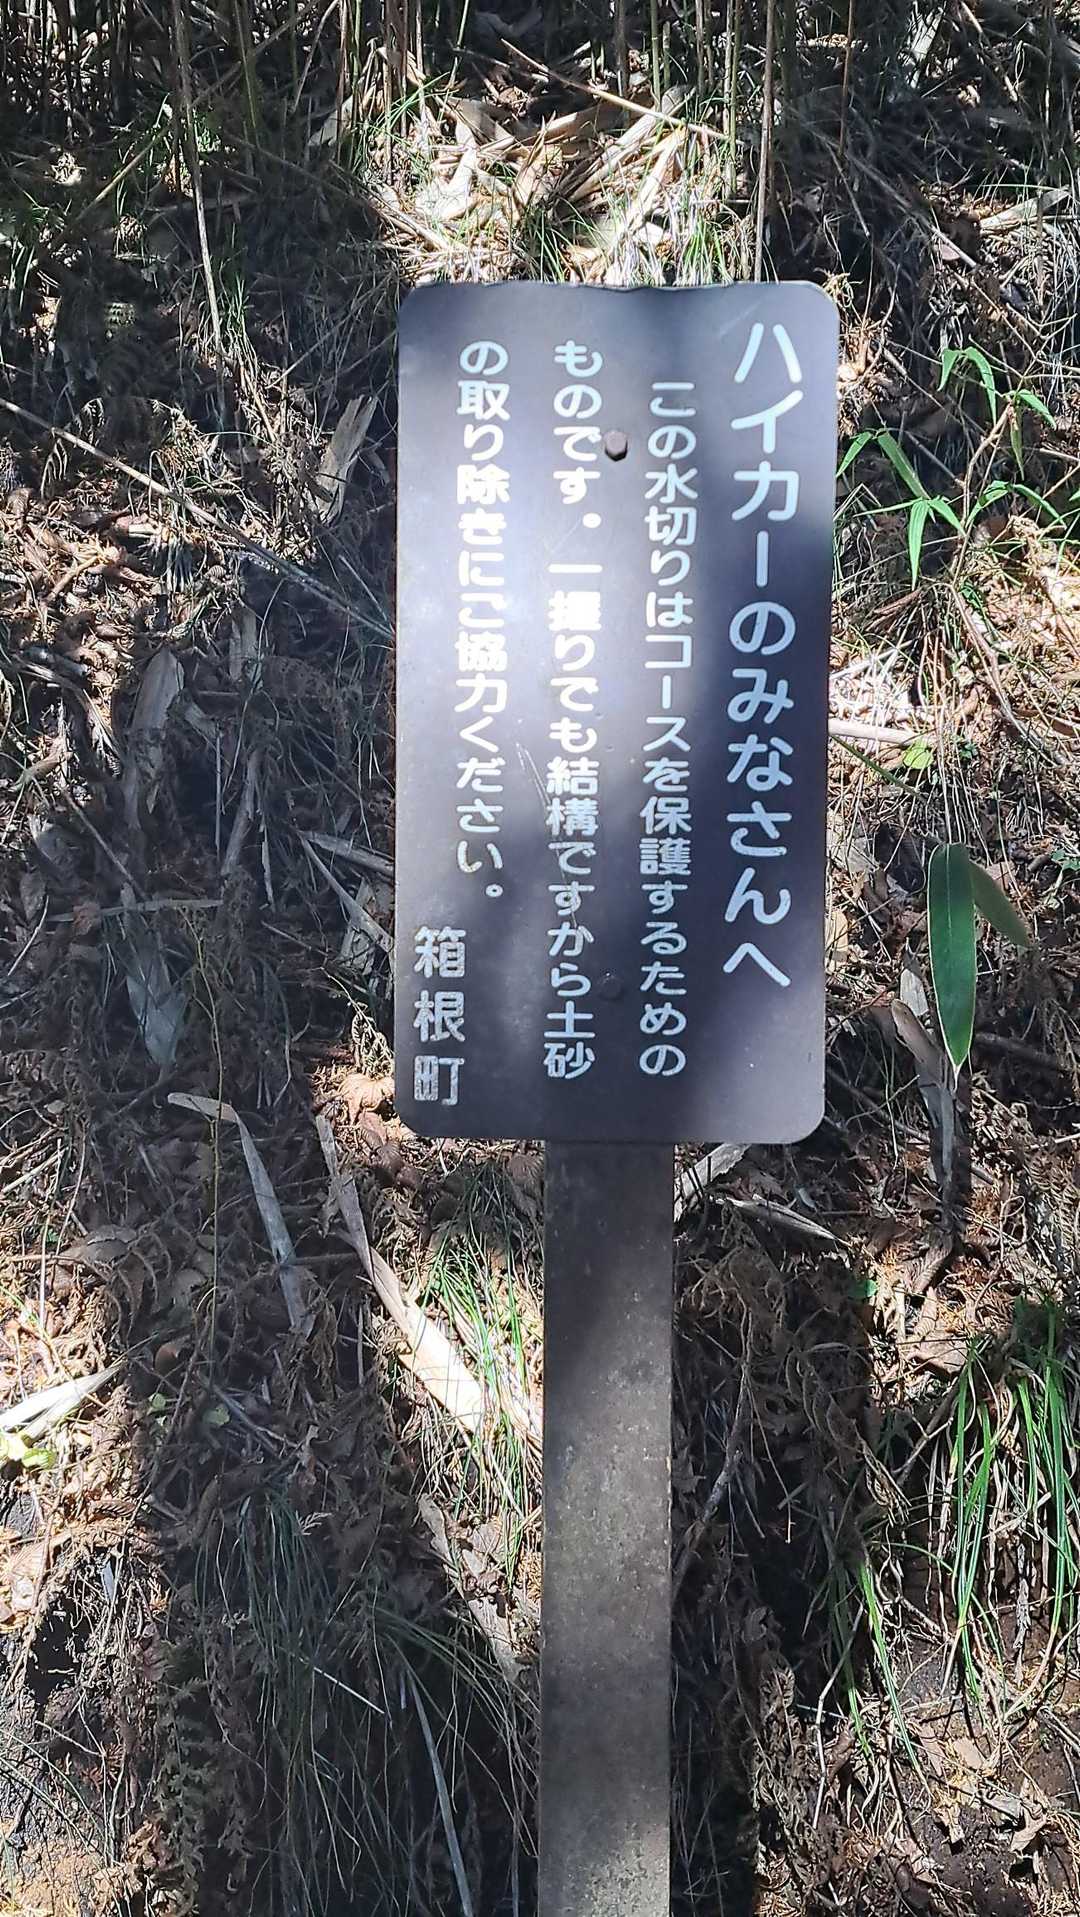 ハイカーのみなさんへ
この水切りはコースを保護するための
ものです。一握りでも結構ですから土砂
の取り除きにご協力ください。
箱根町